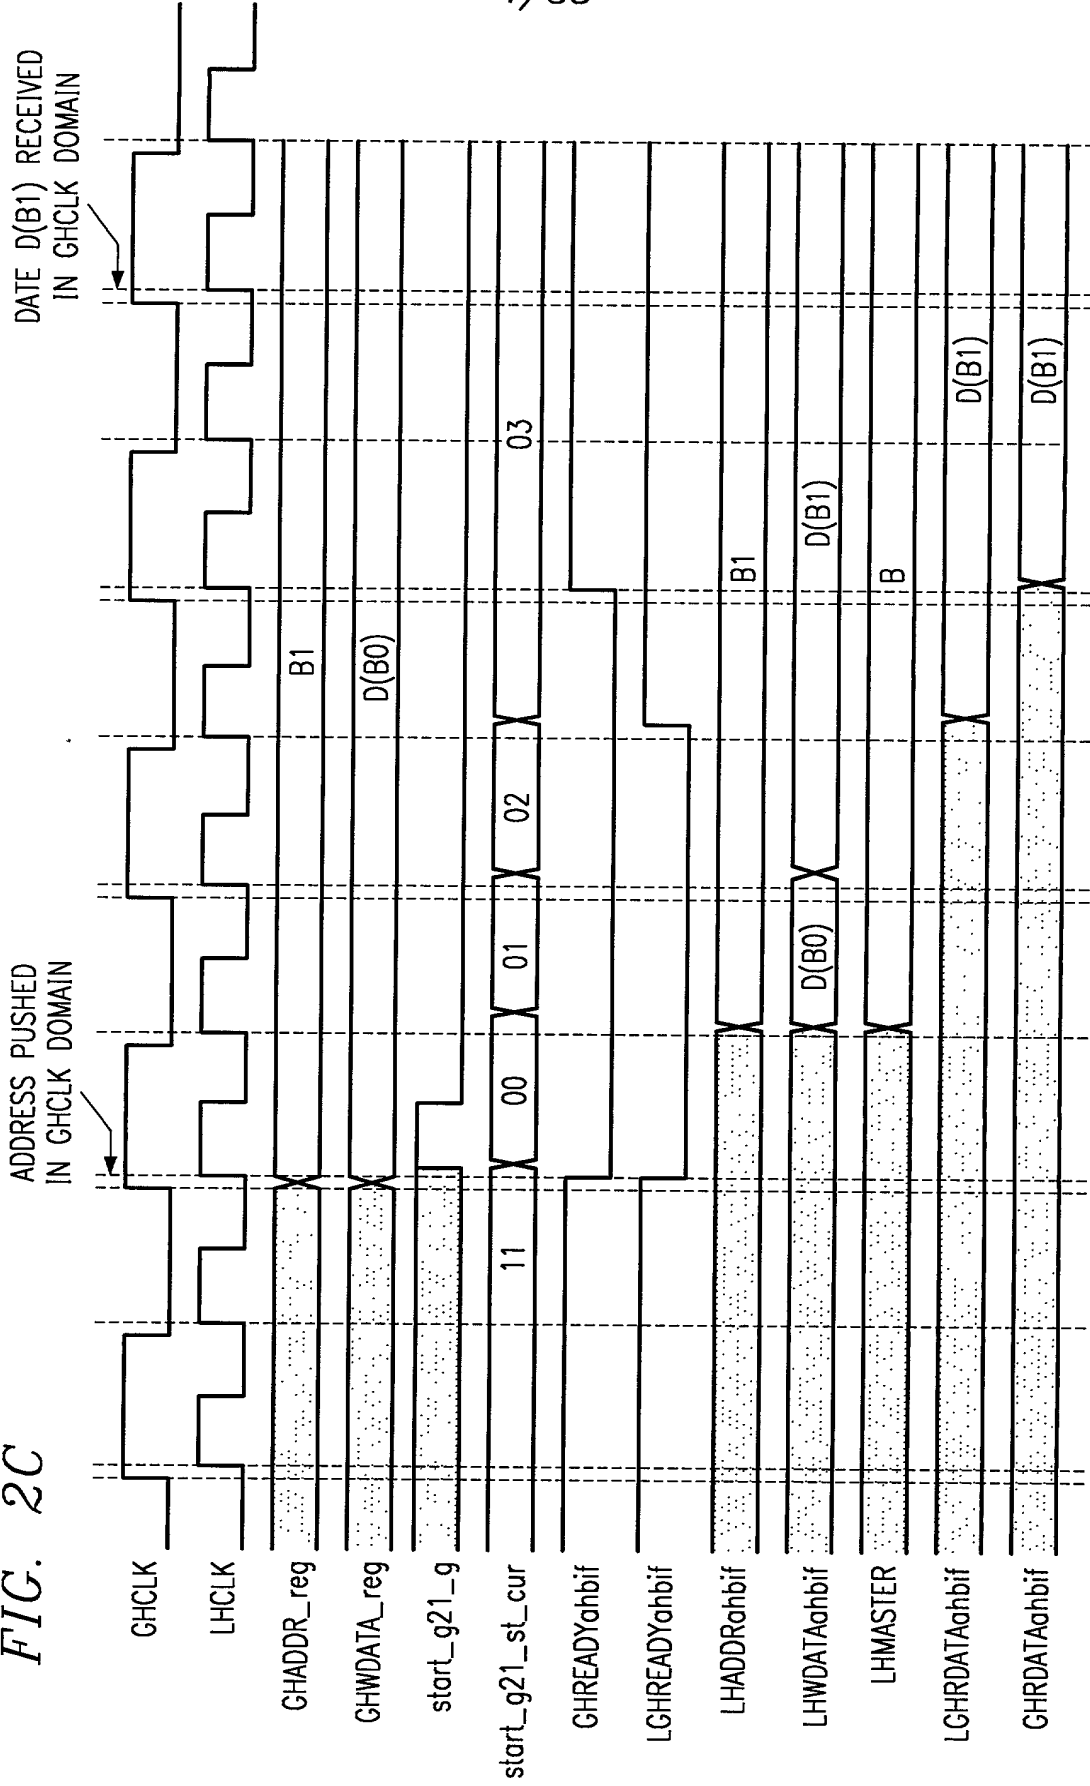 FIG. 2C
ADDRESS PUSHED
IN GHCLK DOMAIN
DATE D(B1) RECEIVED
IN GHCLK DOMAIN
GHCLK
LHCLK
GHADDR_reg
B1
GHWDATA_reg
D(B0)
start_g21_g
start_g21_st_cur
11
00
01
02
03
GHREADYahbif
LGHREADYahbif
LHADDRahbif
B1
LHWDATAahbif
D(B0)
D(B1)
LHMASTER
B
LGHRDATAahbif
D(B1)
GHRDATAahbif
D(B1)